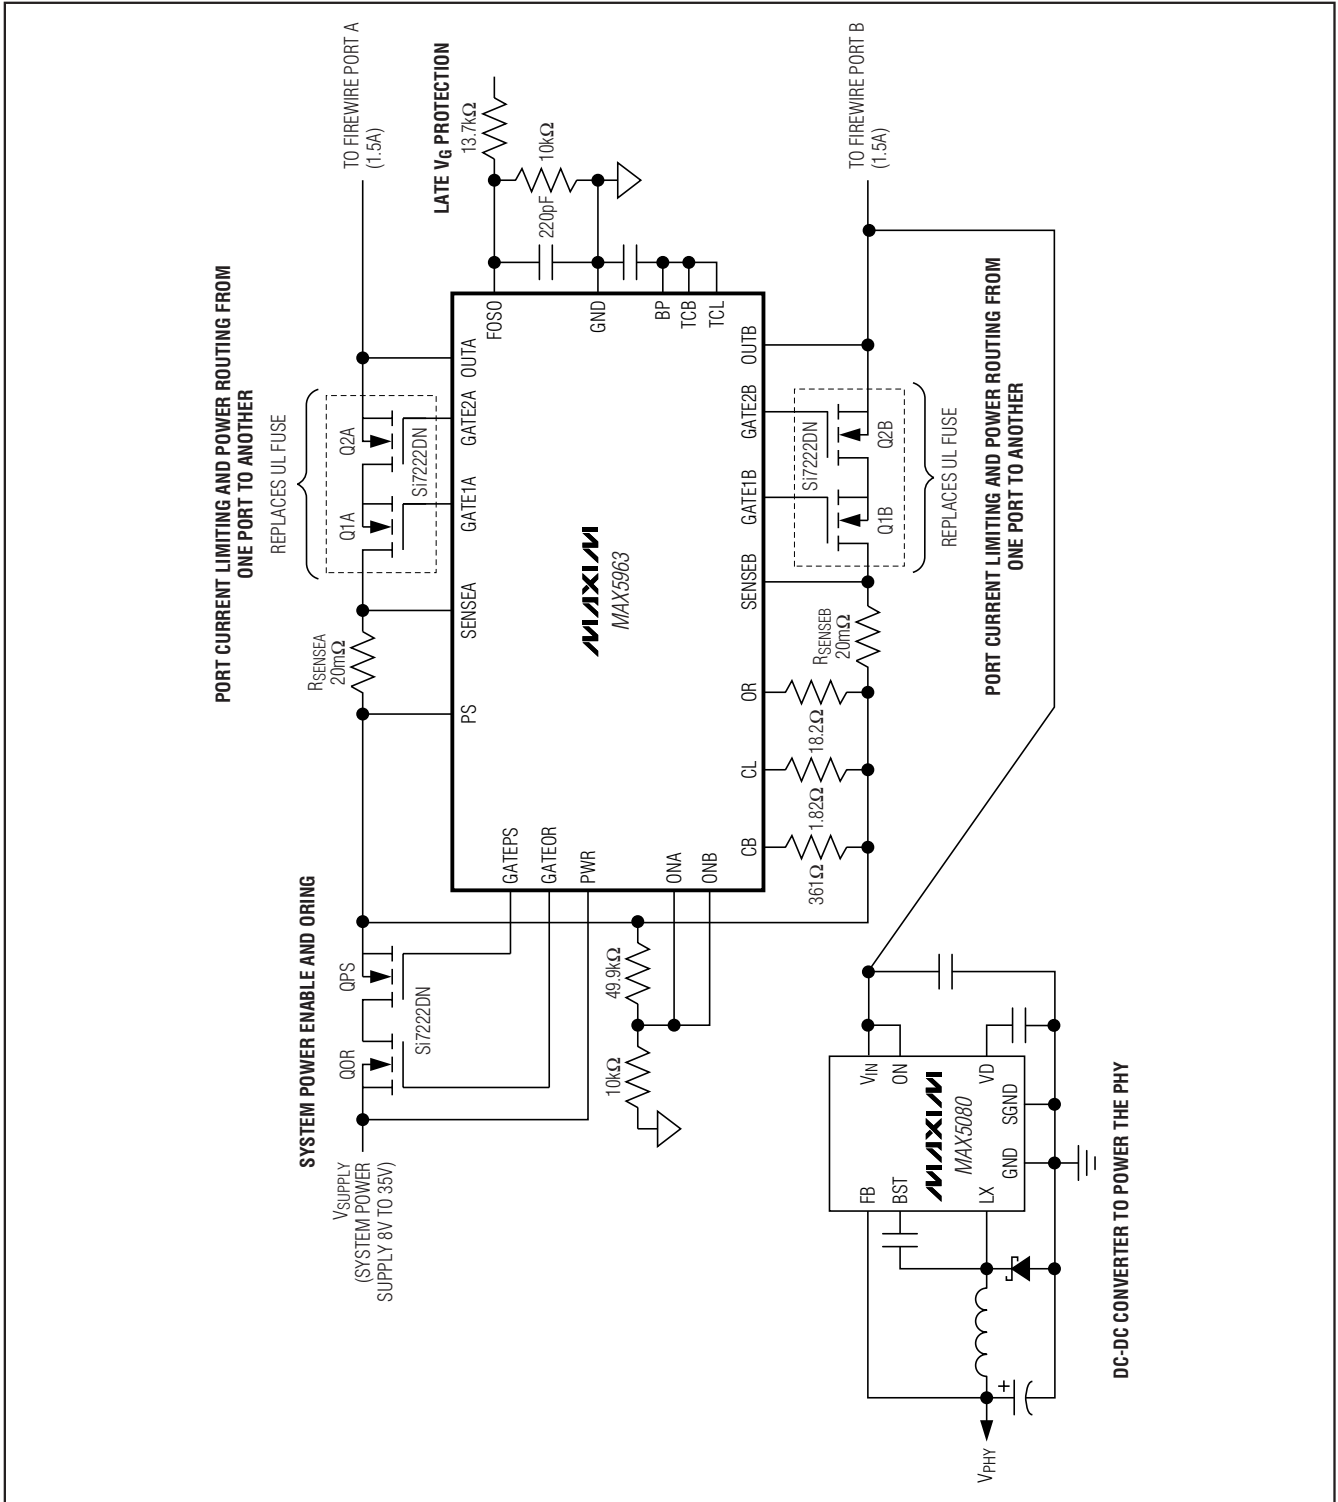 TO FIREWIRE PORT A
(1.5A)
LATE VG PROTECTION
13.7kΩ
10kΩ
220pF
TO FIREWIRE PORT B
(1.5A)
PORT CURRENT LIMITING AND POWER ROUTING FROM
ONE PORT TO ANOTHER
REPLACES UL FUSE
Q2A
Q1A
Si7222DN
RSENSEA
20mΩ
FOSO
GND
BP
TCB
TCL
OUTA
GATE2A
GATE1A
SENSEA
PS
OUTB
GATE2B
GATE1B
SENSEB
OR
CL
CB
MAXIM
MAX5963
GATEPS
GATEOR
PWR
ONA
ONB
Si7222DN
Q2B
Q1B
REPLACES UL FUSE
PORT CURRENT LIMITING AND POWER ROUTING FROM
ONE PORT TO ANOTHER
RSENSEB
20mΩ
18.2Ω
1.82Ω
361Ω
SYSTEM POWER ENABLE AND ORING
QPS
QOR
Si7222DN
49.9kΩ
10kΩ
VSUPPLY
(SYSTEM POWER
SUPPLY 8V TO 35V)
VIN
ON
VD
SGND
GND
LX
BST
FB
MAXIM
MAX5080
+
VPHY
DC-DC CONVERTER TO POWER THE PHY